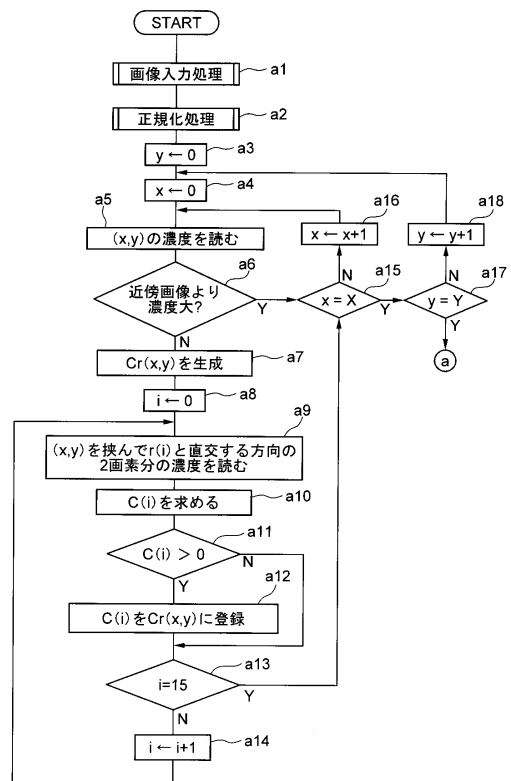 START
画像入力処理
a1
正規化処理
a2
y ← 0
a3
x ← 0
a4
a5
(x,y)の濃度を読む
a16
x ← x+1
a18
y ← y+1
a6
近傍画像より
濃度大?
Y
N
a15
x = X
N
Y
a17
y = Y
N
Y
a
Cr(x,y)を生成
a7
i ← 0
a8
a9
(x,y)を挟んでr(i)と直交する方向の
2画素分の濃度を読む
C(i)を求める
a10
a11
C(i) > 0
N
Y
a12
C(i)をCr(x,y)に登録
a13
i=15
Y
N
i ← i+1
a14